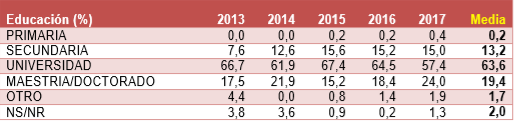 Educación (%) 2013 2014 2015 2016 2017 Media
PRIMARIA 0,0 0,0 0,2 0,2 0,4 0,2
SECUNDARIA 7,6 12,6 15,6 15,2 15,0 13,2
UNIVERSIDAD 66,7 61,9 67,4 64,5 57,4 63,6
MAESTRIA/DOCTORADO 17,5 21,9 15,2 18,4 24,0 19,4
OTRO 4,4 0,0 0,8 1,4 1,9 1,7
NS/NR 3,8 3,6 0,9 0,2 1,3 2,0